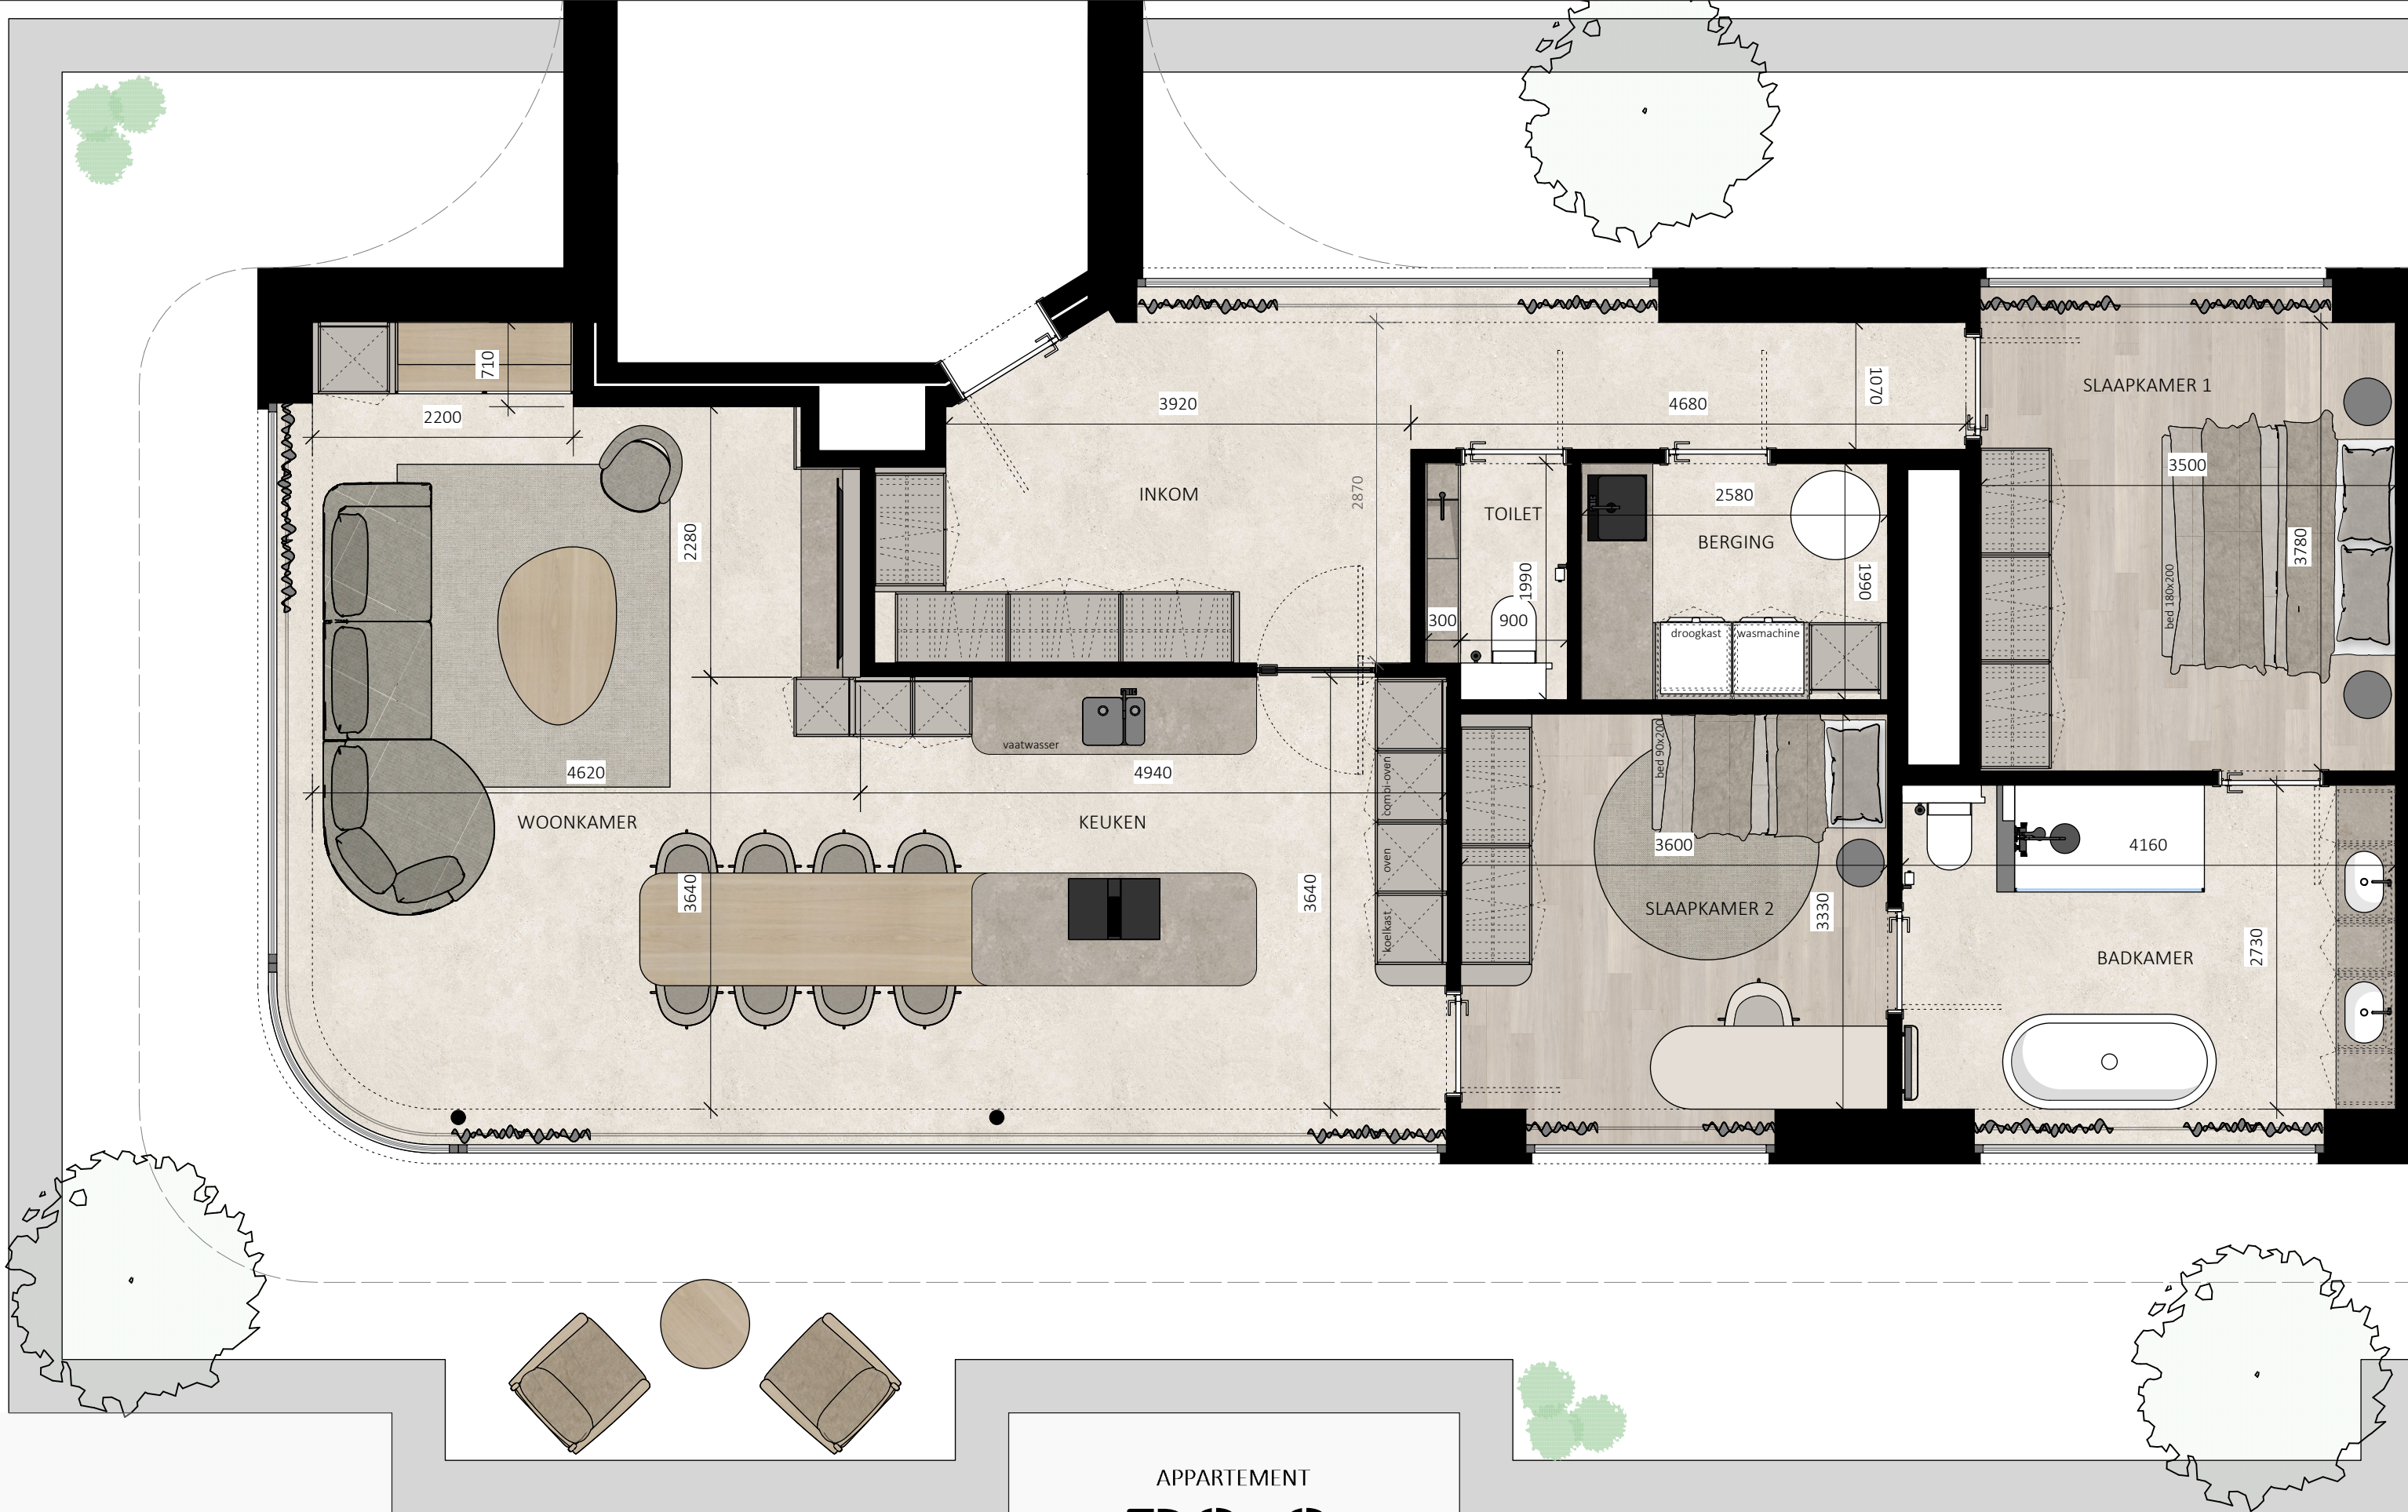 710
2200
3920
4680
1070
SLAAPKAMER 1
3500
3780
bed 180x200
2280
INKOM
2870
TOILET
1990
300
900
2580
BERGING
1990
droogkast
wasmachine
vaatwasser
4620
4940
WOONKAMER
KEUKEN
combi-oven
oven
koelkast
3640
3640
bed 90x200
3600
SLAAPKAMER 2
3330
4160
BADKAMER
2730
APPARTEMENT